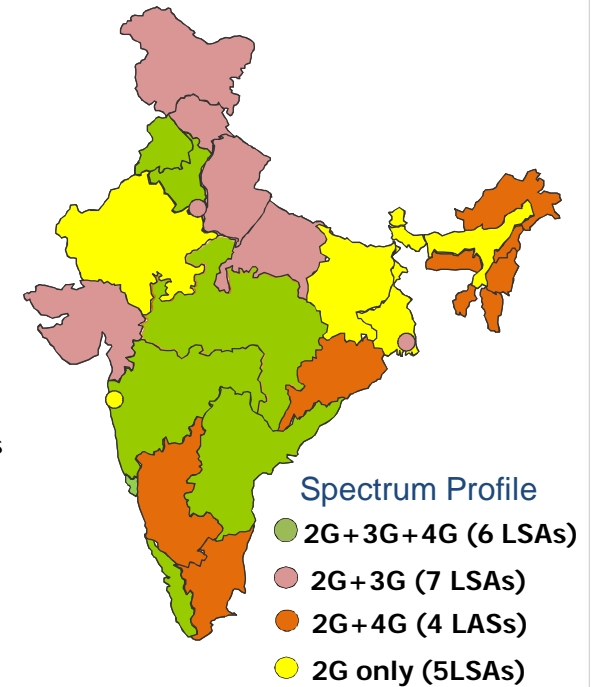 s
Spectrum Profile
2G+3G+4G (6 LSAs)
2G+3G (7 LSAs)
2G+4G (4 LASs)
2G only (5LSAs)